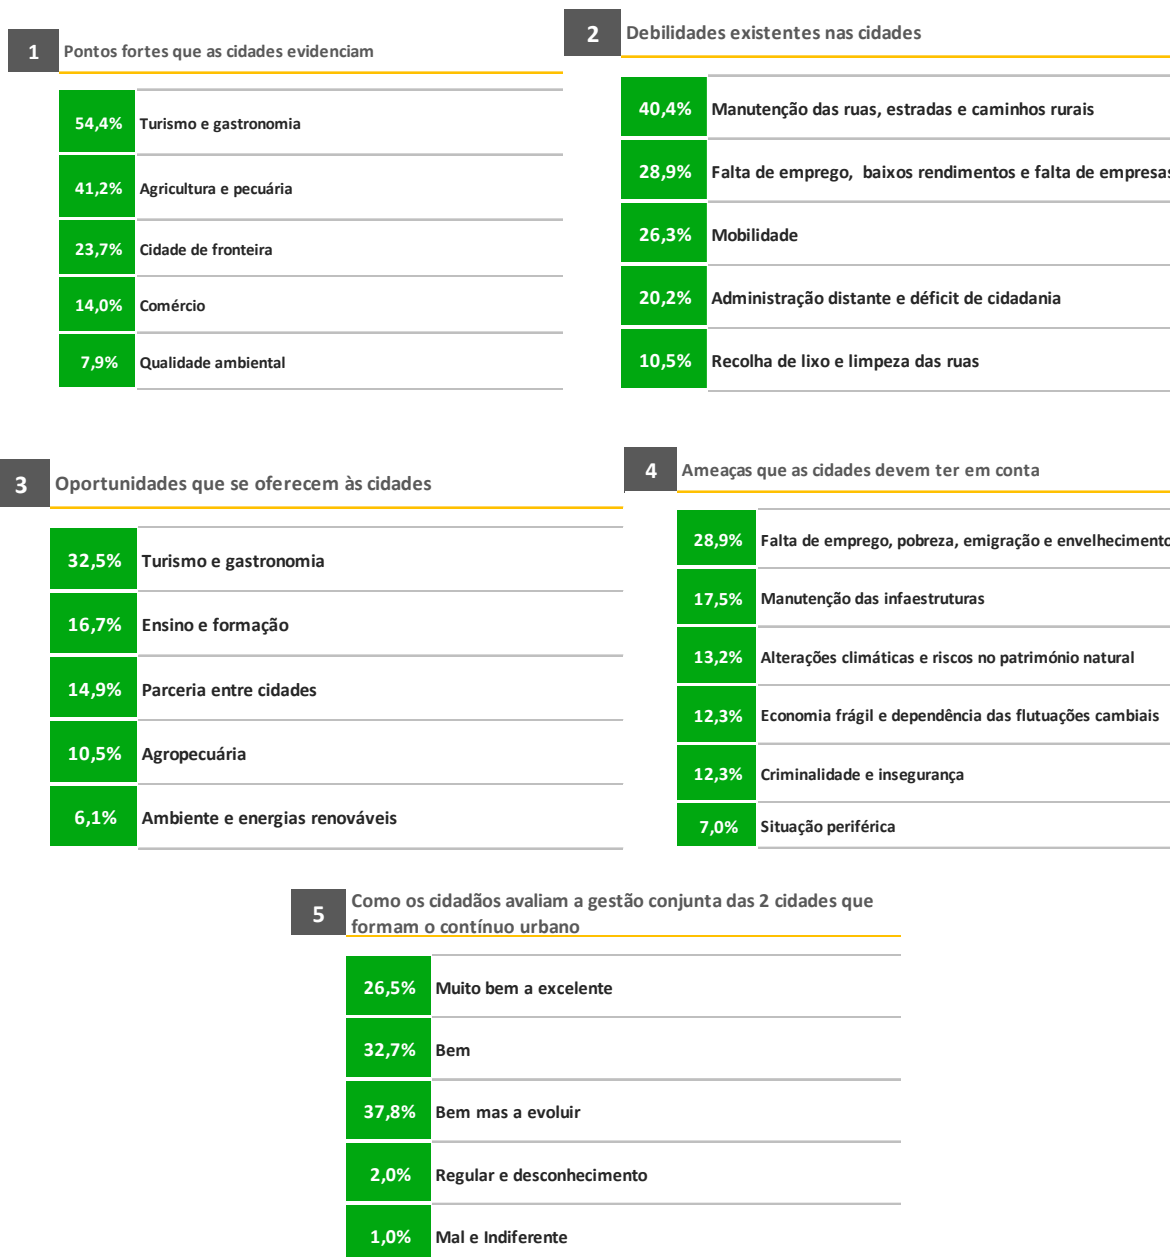 1 Pontos fortes que as cidades evidenciam
54,4% Turismo e gastronomia
41,2% Agricultura e pecuária
23,7% Cidade de fronteira
14,0% Comércio
7,9% Qualidade ambiental
2 Debilidades existentes nas cidades
40,4% Manutenção das ruas, estradas e caminhos rurais
28,9% Falta de emprego, baixos rendimentos e falta de empresas
26,3% Mobilidade
20,2% Administração distante e déficit de cidadania
10,5% Recolha de lixo e limpeza das ruas
3 Oportunidades que se oferecem às cidades
32,5% Turismo e gastronomia
16,7% Ensino e formação
14,9% Parceria entre cidades
10,5% Agropecuária
6,1% Ambiente e energias renováveis
4 Ameaças que as cidades devem ter em conta
28,9% Falta de emprego, pobreza, emigração e envelhecimento
17,5% Manutenção das infaestruturas
13,2% Alterações climáticas e riscos no património natural
12,3% Economia frágil e dependência das flutuações cambiais
12,3% Criminalidade e insegurança
7,0% Situação periférica
5 Como os cidadãos avaliam a gestão conjunta das 2 cidades que
formam o contínuo urbano
26,5% Muito bem a excelente
32,7% Bem
37,8% Bem mas a evoluir
2,0% Regular e desconhecimento
1,0% Mal e Indiferente